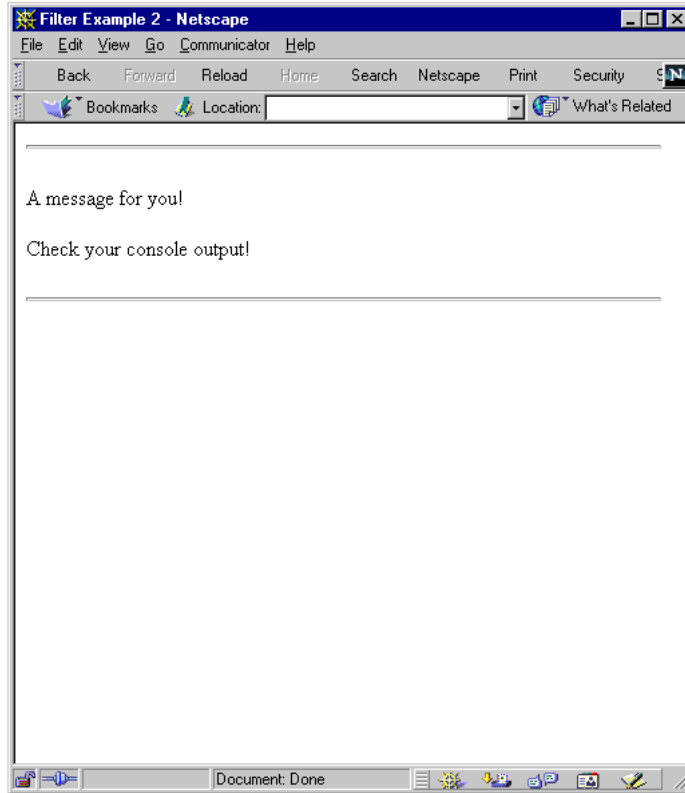 Filter Example 2 - Netscape
File Edit View Go Communicator Help
Back Forward Reload Home Search Netscape Print Security S N
Bookmarks Location: What's Related
A message for you!
Check your console output!
Document: Done